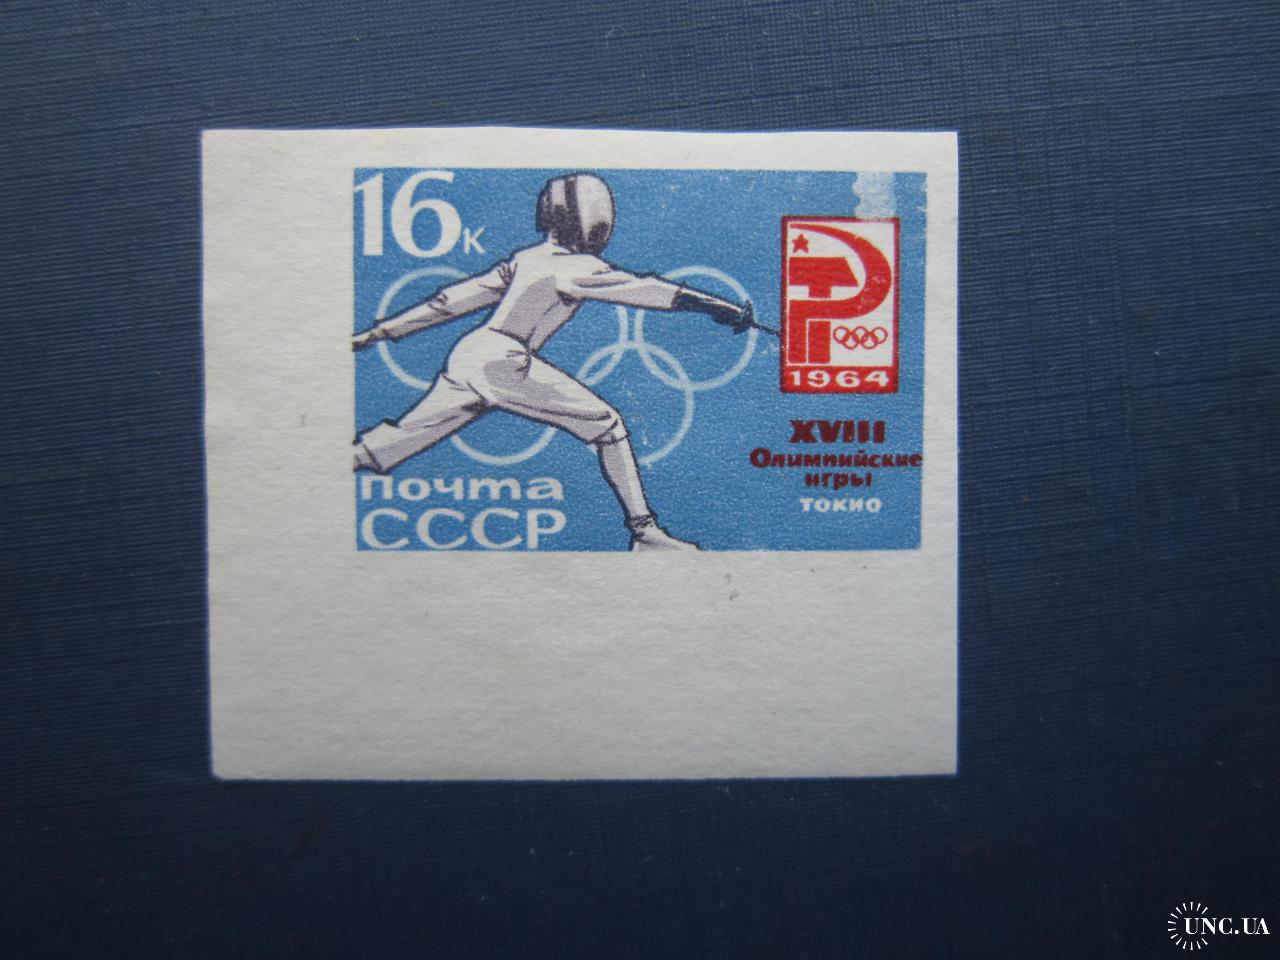 16к
1964
XVIII
Олимпийские
игры
токио
Почта
СССР
UNC.UA